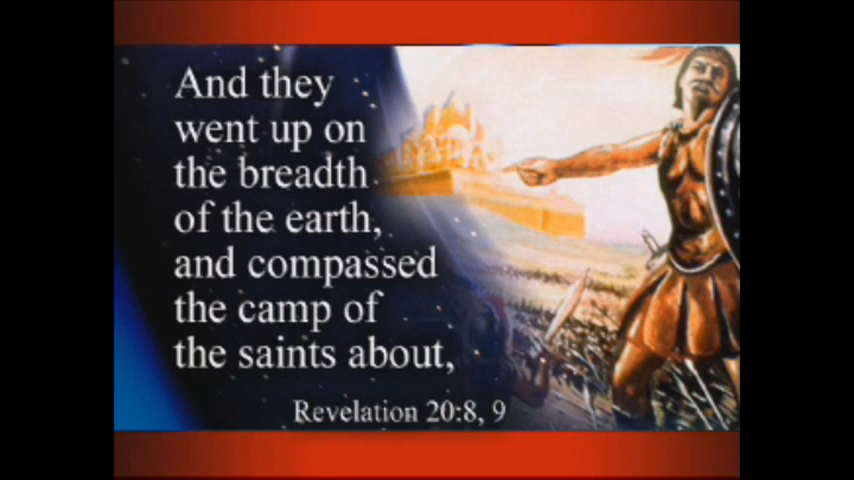 And they
went up on
the breadth
of the earth,
and compassed
the camp of
the saints about,
Revelation 20:8, 9